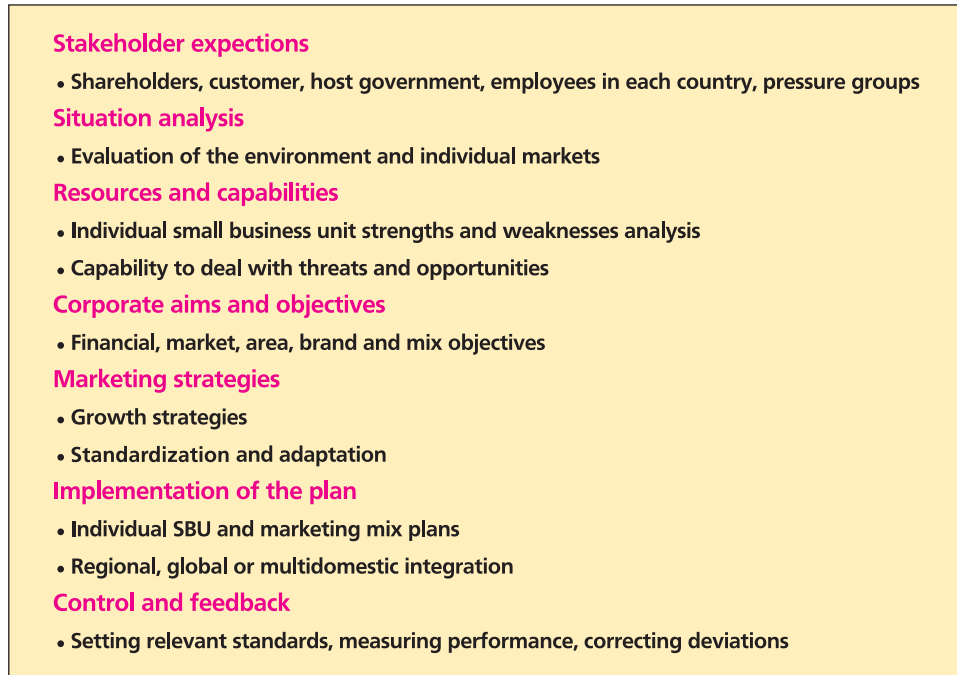 Stakeholder expections
• Shareholders, customer, host government, employees in each country, pressure groups
Situation analysis
• Evaluation of the environment and individual markets
Resources and capabilities
• Individual small business unit strengths and weaknesses analysis
• Capability to deal with threats and opportunities
Corporate aims and objectives
• Financial, market, area, brand and mix objectives
Marketing strategies
• Growth strategies
• Standardization and adaptation
Implementation of the plan
• Individual SBU and marketing mix plans
• Regional, global or multidomestic integration
Control and feedback
• Setting relevant standards, measuring performance, correcting deviations